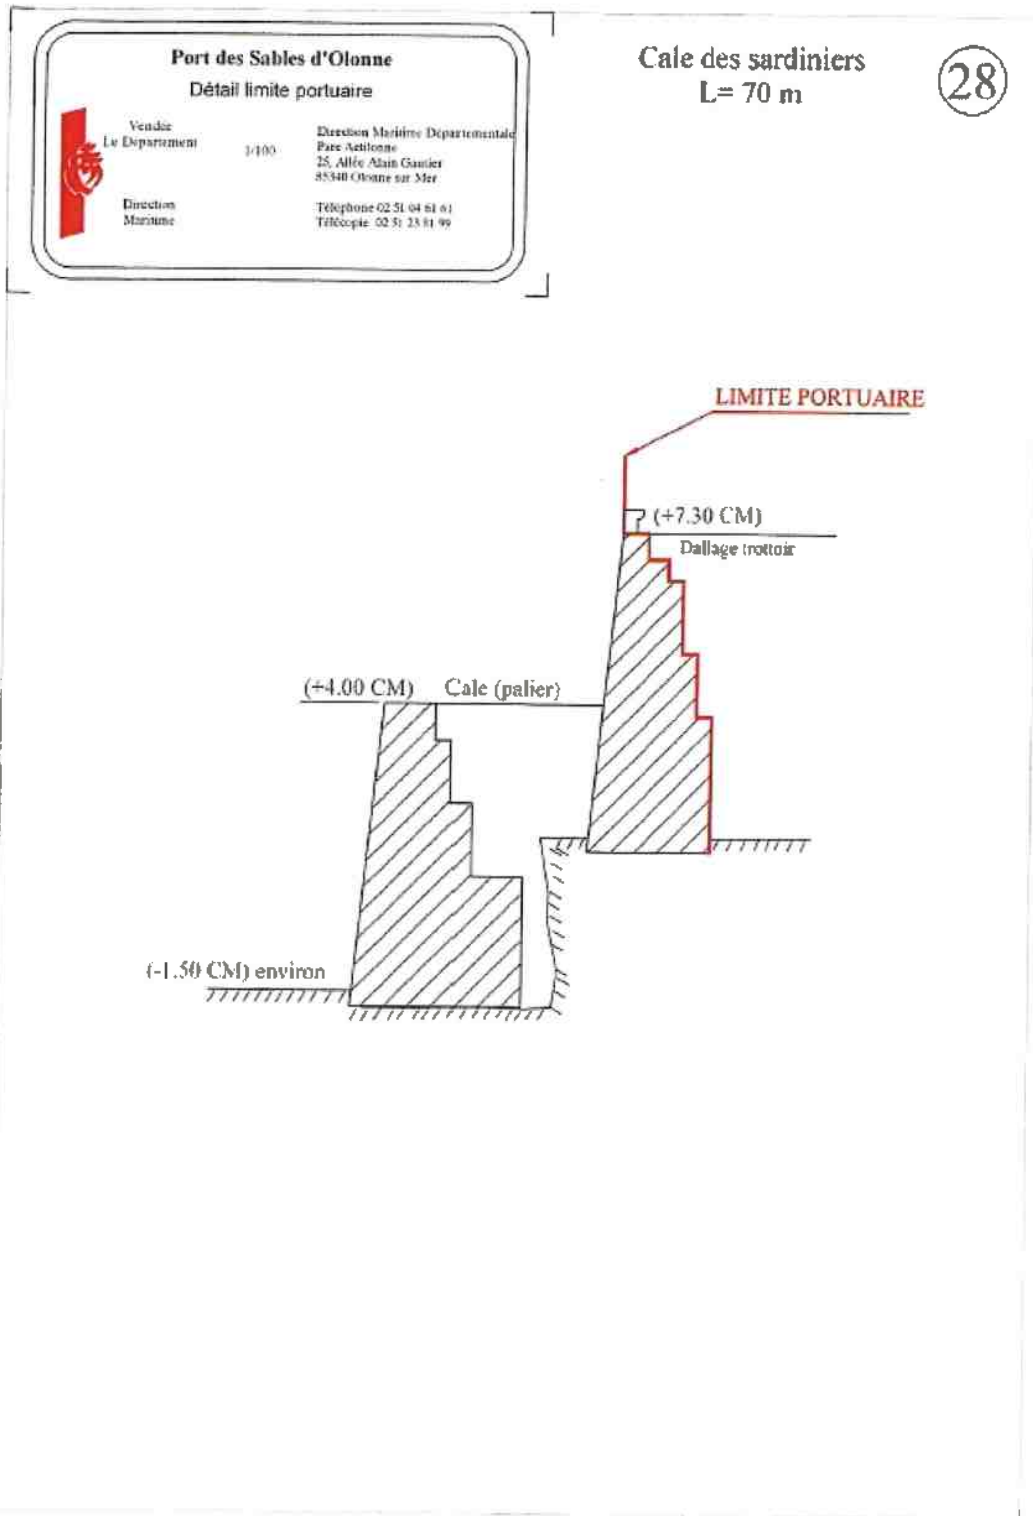 Port des Sables d'Olonne
Détail limite portuaire
Vendée
Le Département
1/100
Direction Maritime Départementale
Parc Actilonne
25, Allée Alain Gautier
85340 Olonne sur Mer
Direction
Maritime
Téléphone 02 51 04 61 61
Télécopie 02 51 23 81 99
Cale des sardiniers
L= 70 m
28
LIMITE PORTUAIRE
(+7.30 CM)
Dallage trottoir
(+4.00 CM) Cale (palier)
(-1.50 CM) environ